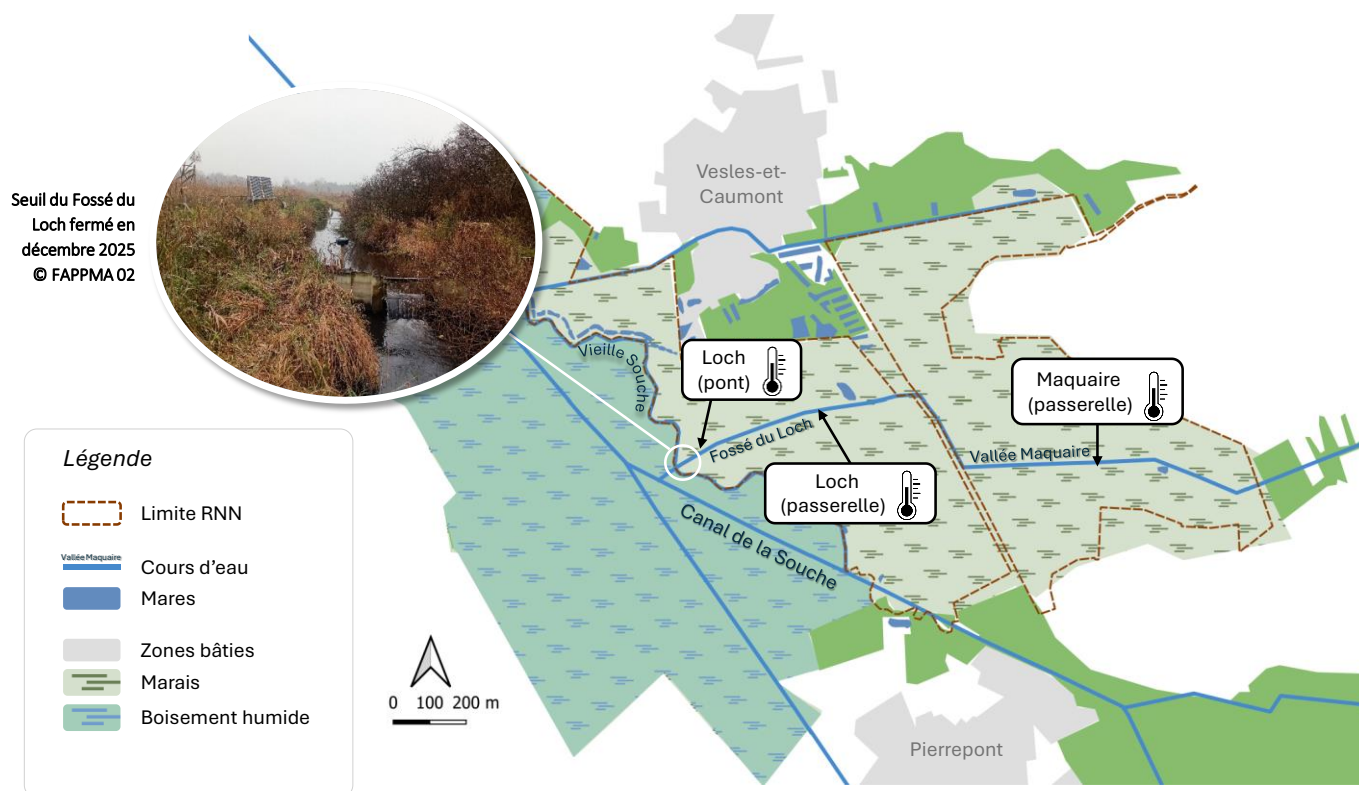 Seuil du Fossé du
Loch fermé en
décembre 2025
© FAPPMA 02
Vesles-et-
Caumont
Vieille Souche
Loch
(pont)
Fossé du Loch
Loch
(passerelle)
Maquaire
(passerelle)
Vallée Maquaire
Canal de la Souche
Pierrepont
Légende
Limite RNN
Vallée Maquaire
Cours d'eau
Mares
Zones bâties
Marais
Boisement humide
0 100 200 m